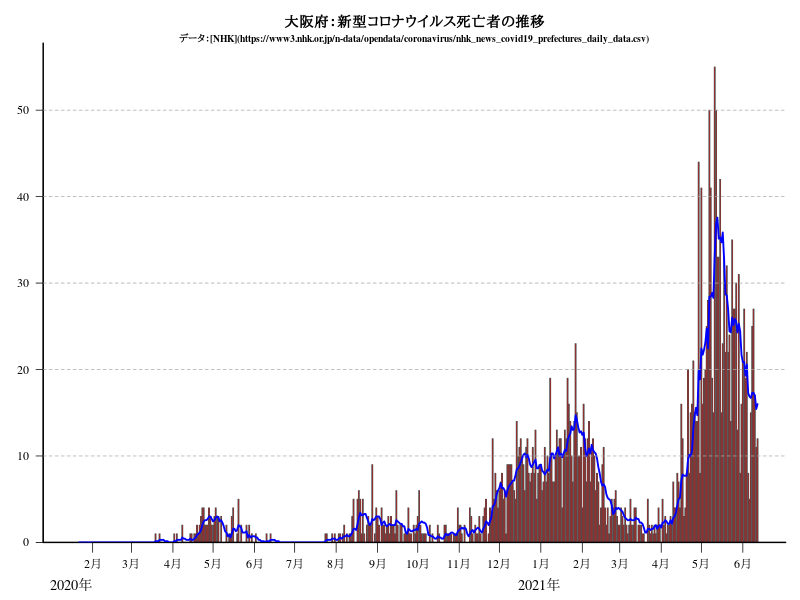 大阪府：新型コロナウイルス死亡者の推移
データ：[NHK](https://www3.nhk.or.jp/n-data/opendata/coronavirus/nhk_news_covid19_prefectures_daily_data.csv)
50
40
30
20
10
0
2月 3月 4月 5月 6月 7月 8月 9月 10月 11月 12月 1月 2月 3月 4月 5月 6月
2020年 2021年